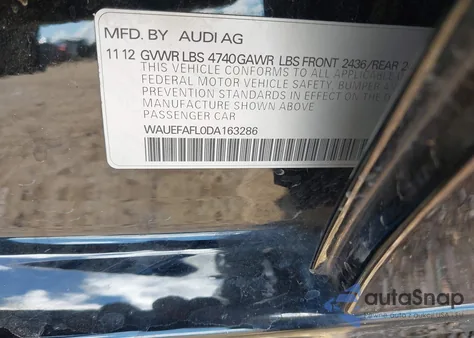 MFD. BY AUDI AG
11 12 GVWR LBS 4740 GAWR LBS FRONT 2436/REAR 2
THIS VEHICLE CONFORMS TO ALL APPLICABL
FEDERAL MOTOR VEHICLE SAFETY, BUMPER A
PREVENTION STANDARDS IN EFFECT ON THE D
MANUFACTURE SHOWN ABOVE
PASSENGER CAR
WAUEFAFL0DA163286
autoSnap